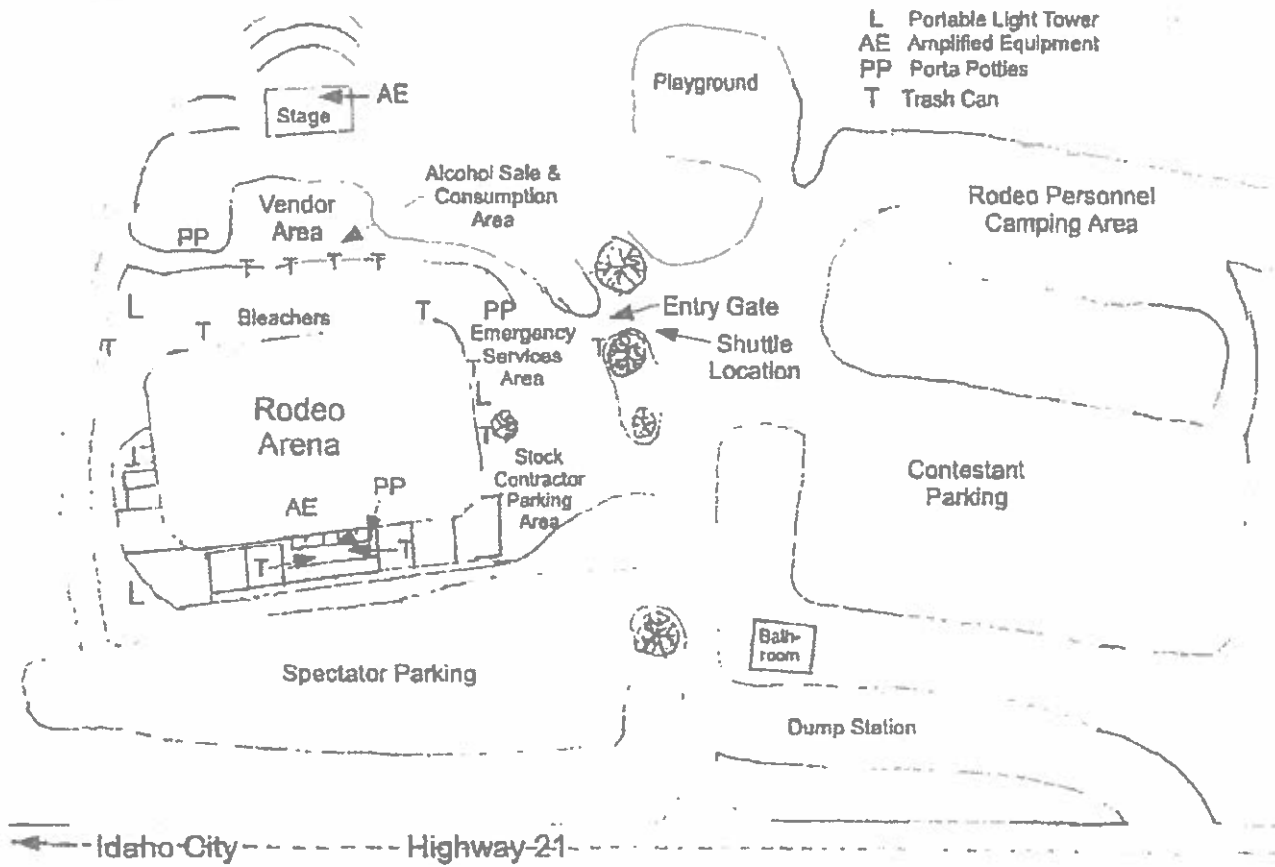 L Portable Light Tower
AE Amplified Equipment
PP Porta Potties
T Trash Can
AE
Stage
Playground
Alcohol Sale &
Consumption
Area
Rodeo Personnel
Camping Area
Vendor
Area
PP
T T T T
L
Bleachers
T
PP
Entry Gate
T
T
Emergency
Services
Area
T
T
Shuttle
Location
L
Rodeo
Arena
T
Stock
Contractor
Parking
Area
Contestant
Parking
PP
AE
T
T
L
Bath-
room
Spectator Parking
Dump Station
Idaho City
Highway 21